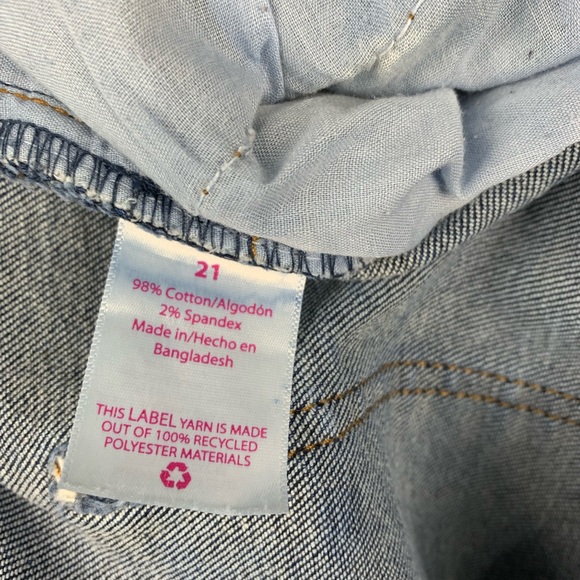 21
98% Cotton/Algodón
2% Spandex
Made in/Hecho en
Bangladesh
THIS LABEL YARN IS MADE
OUT OF 100% RECYCLED
POLYESTER MATERIALS